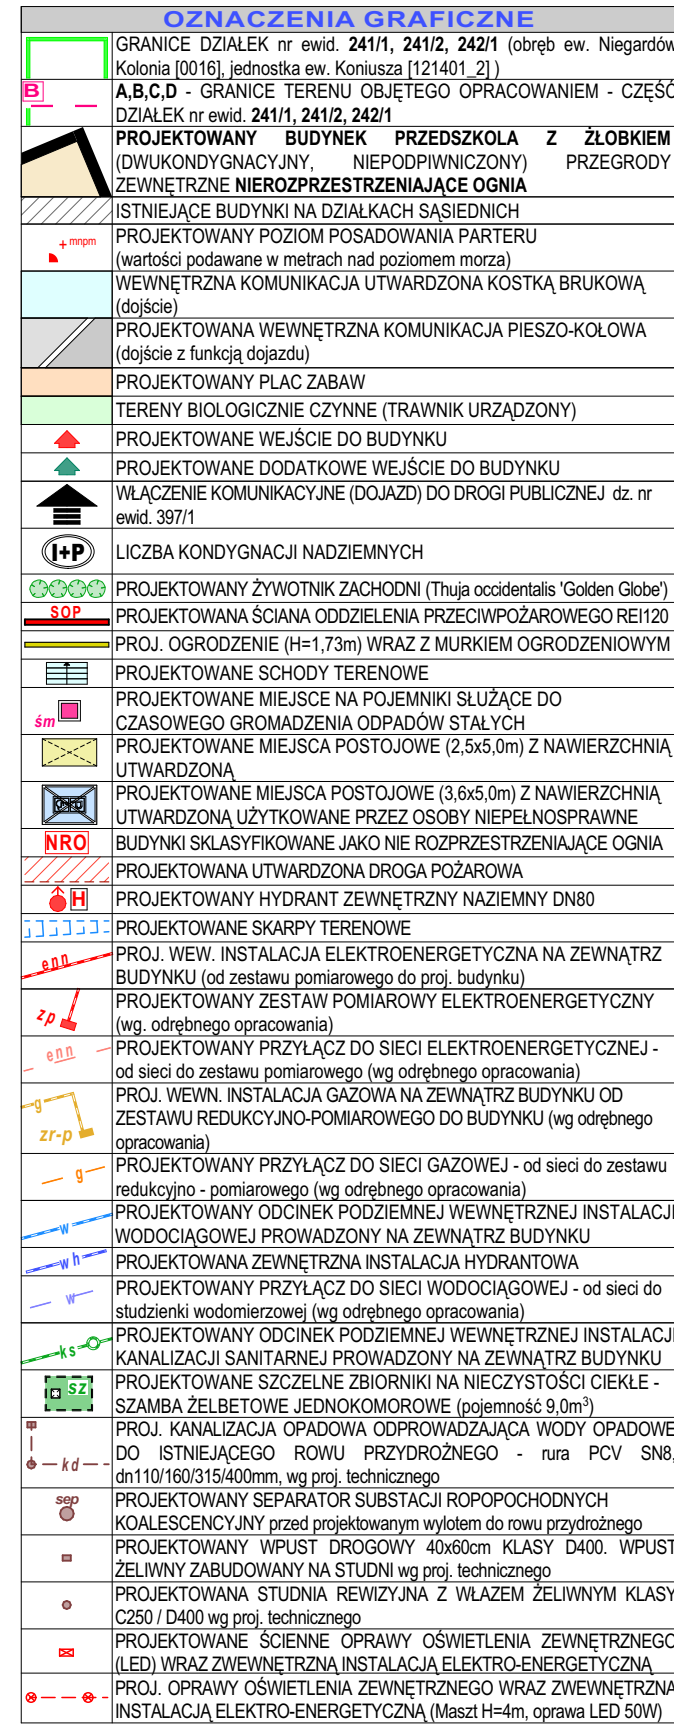 OZNACZENIA GRAFICZNE
GRANICE DZIAŁEK nr ewid. 241/1, 241/2, 242/1 (obręb ew. Niegardów
Kolonia [0016], jednostka ew. Koniusza [121401_2] )
B
A,B,C,D - GRANICE TERENU OBJĘTEGO OPRACOWANIEM - CZĘŚĆ
DZIAŁEK nr ewid. 241/1, 241/2, 242/1
PROJEKTOWANY BUDYNEK PRZEDSZKOLA Z ŻŁOBKIEM
(DWUKONDYGNACYJNY, NIEPODPIWNICZONY) PRZEGRODY
ZEWNĘTRZNE NIEROZPRZESTRZENIAJĄCE OGNIA
ISTNIEJĄCE BUDYNKI NA DZIAŁKACH SĄSIEDNICH
+ mnpm
PROJEKTOWANY POZIOM POSADOWANIA PARTERU
(wartości podawane w metrach nad poziomem morza)
WEWNĘTRZNA KOMUNIKACJA UTWARDZONA KOSTKĄ BRUKOWĄ
(dojście)
PROJEKTOWANA WEWNĘTRZNA KOMUNIKACJA PIESZO-KOŁOWA
(dojście z funkcją dojazdu)
PROJEKTOWANY PLAC ZABAW
TERENY BIOLOGICZNIE CZYNNE (TRAWNIK URZĄDZONY)
PROJEKTOWANE WEJŚCIE DO BUDYNKU
PROJEKTOWANE DODATKOWE WEJŚCIE DO BUDYNKU
WŁĄCZENIE KOMUNIKACYJNE (DOJAZD) DO DROGI PUBLICZNEJ dz. nr
ewid. 397/1
I+P
LICZBA KONDYGNACJI NADZIEMNYCH
PROJEKTOWANY ŻYWOTNIK ZACHODNI (Thuja occidentalis 'Golden Globe')
SOP
PROJEKTOWANA ŚCIANA ODDZIELENIA PRZECIWPOŻAROWEGO REI120
PROJ. OGRODZENIE (H=1,73m) WRAZ Z MURKIEM OGRODZENIOWYM
PROJEKTOWANE SCHODY TERENOWE
śm
PROJEKTOWANE MIEJSCE NA POJEMNIKI SŁUŻĄCE DO
CZASOWEGO GROMADZENIA ODPADÓW STAŁYCH
PROJEKTOWANE MIEJSCA POSTOJOWE (2,5x5,0m) Z NAWIERZCHNIĄ
UTWARDZONĄ
PROJEKTOWANE MIEJSCA POSTOJOWE (3,6x5,0m) Z NAWIERZCHNIĄ
UTWARDZONĄ UŻYTKOWANE PRZEZ OSOBY NIEPEŁNOSPRAWNE
NRO
BUDYNKI SKLASYFIKOWANE JAKO NIE ROZPRZESTRZENIAJĄCE OGNIA
PROJEKTOWANA UTWARDZONA DROGA POŻAROWA
H
PROJEKTOWANY HYDRANT ZEWNĘTRZNY NAZIEMNY DN80
PROJEKTOWANE SKARPY TERENOWE
enn
PROJ. WEW. INSTALACJA ELEKTROENERGETYCZNA NA ZEWNĄTRZ
BUDYNKU (od zestawu pomiarowego do proj. budynku)
zp
PROJEKTOWANY ZESTAW POMIAROWY ELEKTROENERGETYCZNY
(wg. odrębnego opracowania)
enn
PROJEKTOWANY PRZYŁĄCZ DO SIECI ELEKTROENERGETYCZNEJ -
od sieci do zestawu pomiarowego (wg odrębnego opracowania)
g
zr-p
PROJ. WEWN. INSTALACJA GAZOWA NA ZEWNĄTRZ BUDYNKU OD
ZESTAWU REDUKCYJNO-POMIAROWEGO DO BUDYNKU (wg odrębnego
opracowania)
g
PROJEKTOWANY PRZYŁĄCZ DO SIECI GAZOWEJ - od sieci do zestawu
redukcyjno - pomiarowego (wg odrębnego opracowania)
w
PROJEKTOWANY ODCINEK PODZIEMNEJ WEWNĘTRZNEJ INSTALACJI
WODOCIĄGOWEJ PROWADZONY NA ZEWNĄTRZ BUDYNKU
wh
PROJEKTOWANA ZEWNĘTRZNA INSTALACJA HYDRANTOWA
w
PROJEKTOWANY PRZYŁĄCZ DO SIECI WODOCIĄGOWEJ - od sieci do
studzienki wodomierzowej (wg odrębnego opracowania)
ks
PROJEKTOWANY ODCINEK PODZIEMNEJ WEWNĘTRZNEJ INSTALACJI
KANALIZACJI SANITARNEJ PROWADZONY NA ZEWNĄTRZ BUDYNKU
sz
PROJEKTOWANE SZCZELNE ZBIORNIKI NA NIECZYSTOŚCI CIEKŁE -
SZAMBA ŻELBETOWE JEDNOKOMOROWE (pojemność 9,0m³)
kd
PROJ. KANALIZACJA OPADOWA ODPROWADZAJĄCA WODY OPADOWE
DO ISTNIEJĄCEGO ROWU PRZYDROŻNEGO - rura PCV SN8,
dn110/160/315/400mm, wg proj. technicznego
sep
PROJEKTOWANY SEPARATOR SUBSTACJI ROPOPOCHODNYCH
KOALESCENCYJNY przed projektowanym wylotem do rowu przydrożnego
PROJEKTOWANY WPUST DROGOWY 40x60cm KLASY D400. WPUST
ŻELIWNY ZABUDOWANY NA STUDNI wg proj. technicznego
PROJEKTOWANA STUDNIA REWIZYJNA Z WŁAZEM ŻELIWNYM KLASY
C250 / D400 wg proj. technicznego
PROJEKTOWANE ŚCIENNE OPRAWY OŚWIETLENIA ZEWNĘTRZNEGO
(LED) WRAZ ZWEWNĘTRZNĄ INSTALACJĄ ELEKTRO-ENERGETYCZNĄ
PROJ. OPRAWY OŚWIETLENIA ZEWNĘTRZNEGO WRAZ ZWEWNĘTRZNĄ
INSTALACJĄ ELEKTRO-ENERGETYCZNĄ (Maszt H=4m, oprawa LED 50W)